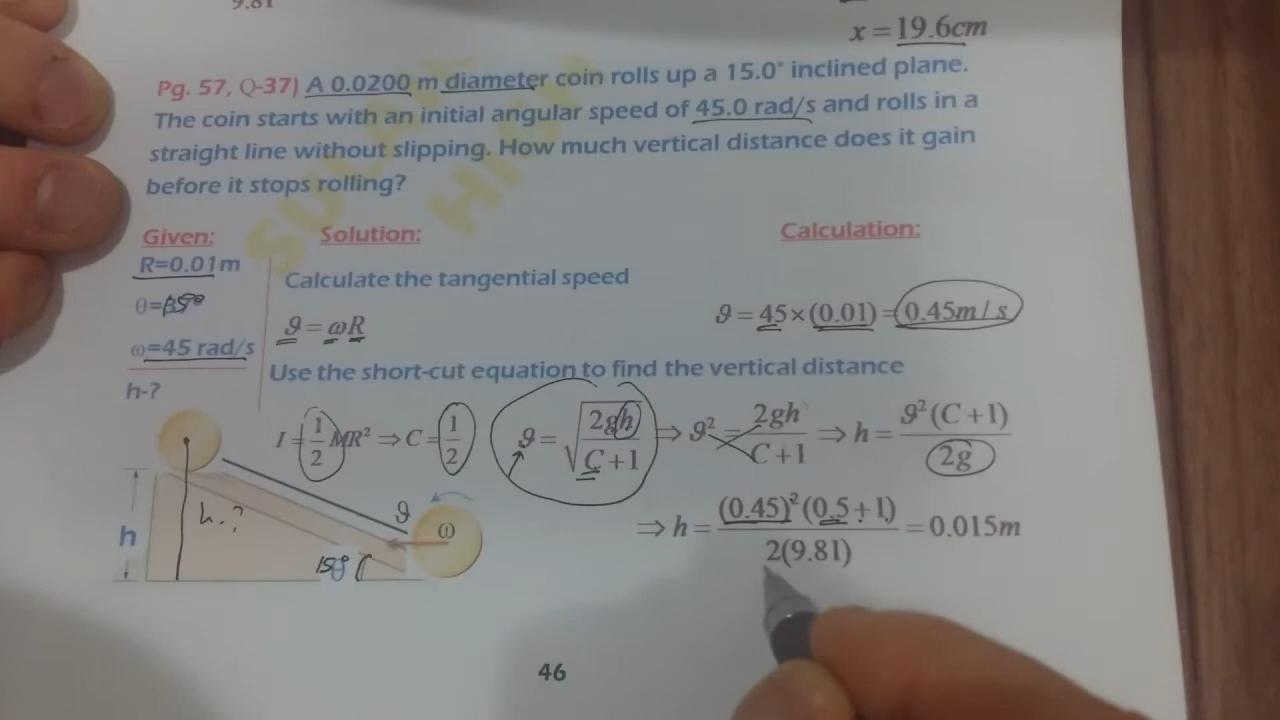 9.81
x = 19.6cm
Pg. 57, Q-37) A 0.0200 m diameter coin rolls up a 15.0° inclined plane.
The coin starts with an initial angular speed of 45.0 rad/s and rolls in a
straight line without slipping. How much vertical distance does it gain
before it stops rolling?
Given: Solution: Calculation:
R=0.01m
Calculate the tangential speed
θ=15°
ϑ = ωR
ϑ = 45×(0.01) = 0.45m / s
ω=45 rad/s
Use the short-cut equation to find the vertical distance
h-?
I = 1/2 MR² ⇒ C = 1/2 ϑ = √(2gh/(C+1)) ⇒ ϑ² = 2gh/(C+1) ⇒ h = ϑ²(C+1)/2g
⇒ h = (0.45)²(0.5+1)/2(9.81) = 0.015m
h
h.?
ϑ
ω
15°
46